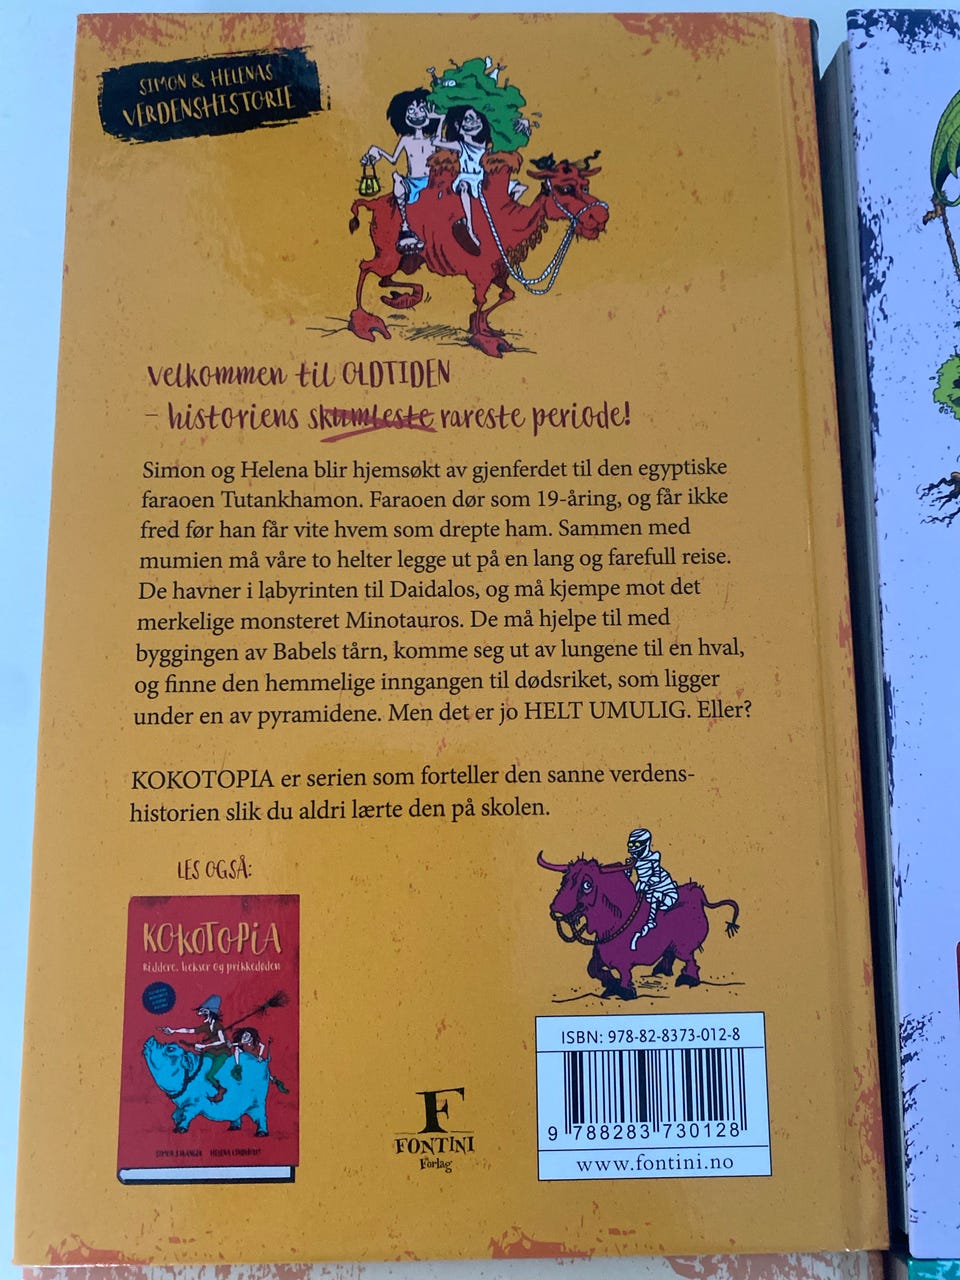 SIMON & HELENAS
VERDENSHISTORIE
Velkommen til OLDTIDEN
– historiens skumleste rareste periode!
Simon og Helena blir hjemsøkt av gjenferdet til den egyptiske
faraoen Tutankhamon. Faraoen dør som 19-åring, og får ikke
fred før han får vite hvem som drepte ham. Sammen med
mumien må våre to helter legge ut på en lang og farefull reise.
De havner i labyrinten til Daidalos, og må kjempe mot det
merkelige monsteret Minotauros. De må hjelpe til med
byggingen av Babels tårn, komme seg ut av lungene til en hval,
og finne den hemmelige inngangen til dødsriket, som ligger
under en av pyramidene. Men det er jo HELT UMULIG. Eller?
KOKOTOPIA er serien som forteller den sanne verdens-
historien slik du aldri lærte den på skolen.
LES OGSÅ:
KOKOTOPIA
Riddere, hekser og prikkedøden
F
FONTINI
Forlag
ISBN: 978-82-8373-012-8
9 788283 730128
www.fontini.no